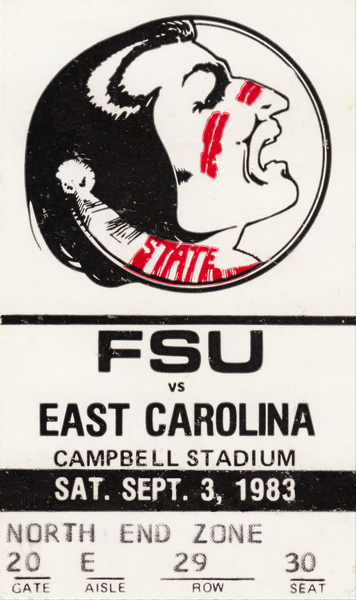 STATE
FSU
VS
EAST CAROLINA
CAMPBELL STADIUM
SAT. SEPT. 3, 1983
NORTH END ZONE
20 E 29 30
GATE AISLE ROW SEAT